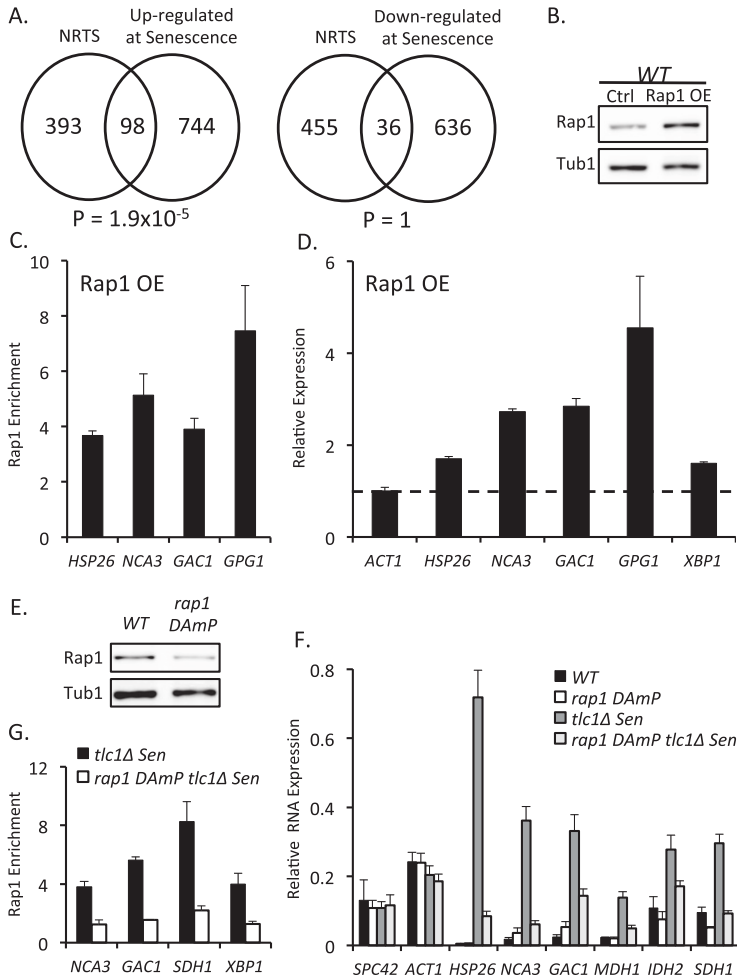 A.
NRTS
Up-regulated
at Senescence
393
98
744
P = 1.9x10-5
NRTS
Down-regulated
at Senescence
455
36
636
P = 1
B.
WT
Ctrl Rap1 OE
Rap1
Tub1
C.
Rap1 OE
Rap1 Enrichment
10
8
6
4
2
0
HSP26 NCA3 GAC1 GPG1
D.
Rap1 OE
Relative Expression
6
4
2
0
ACT1 HSP26 NCA3 GAC1 GPG1 XBP1
E.
WT
rap1
DAmP
Rap1
Tub1
F.
WT
rap1 DAmP
tlc1Δ Sen
rap1 DAmP tlc1Δ Sen
Relative RNA Expression
0.8
0.6
0.4
0.2
0
SPC42 ACT1 HSP26 NCA3 GAC1 MDH1 IDH2 SDH1
G.
tlc1Δ Sen
rap1 DAmP tlc1Δ Sen
Rap1 Enrichment
12
8
4
0
NCA3 GAC1 SDH1 XBP1